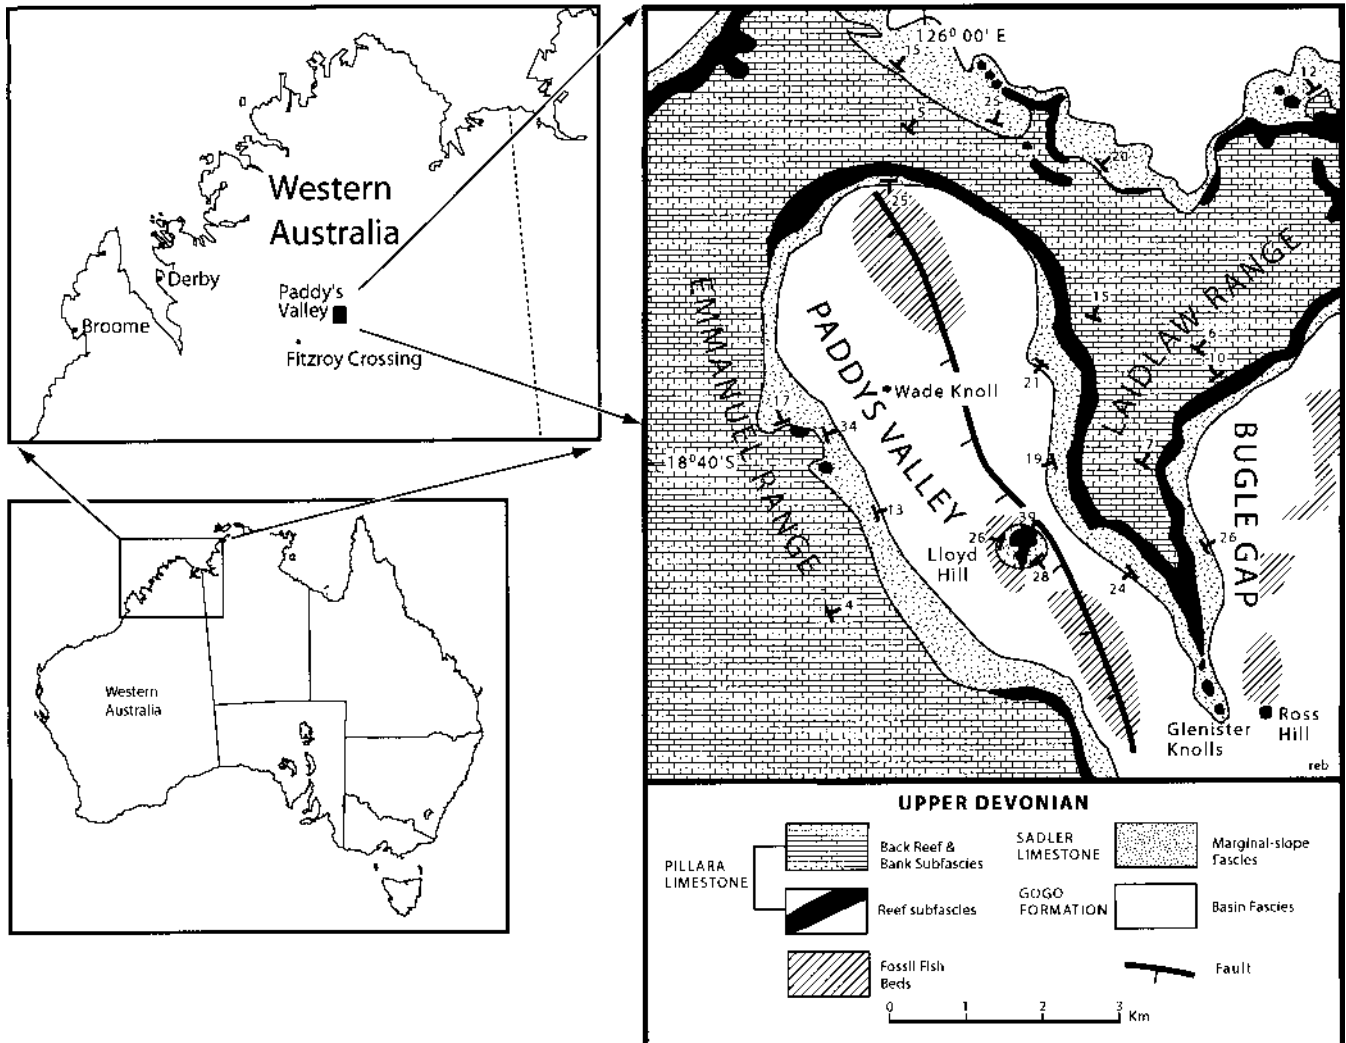 Western
Australia
Derby
Paddy's
Valley
Broome
Fitzroy Crossing
Western
Australia
126° 00' E
15
12
25
5
20
25
EMMANUEL RANGE
PADDYS VALLEY
LAIDLAW RANGE
BUGLE GAP
15
6
10
21
Wade Knoll
17
34
18°40'S
19
7
13
39
26
Lloyd
Hill
28
24
26
4
Glenister
Knolls
Ross
Hill
reb
UPPER DEVONIAN
PILLARA
LIMESTONE
Back Reef &
Bank Subfascies
Reef subfascies
Fossil Fish
Beds
SADLER
LIMESTONE
Marginal-slope
fascies
GOGO
FORMATION
Basin Fascies
Fault
0 1 2 3 Km